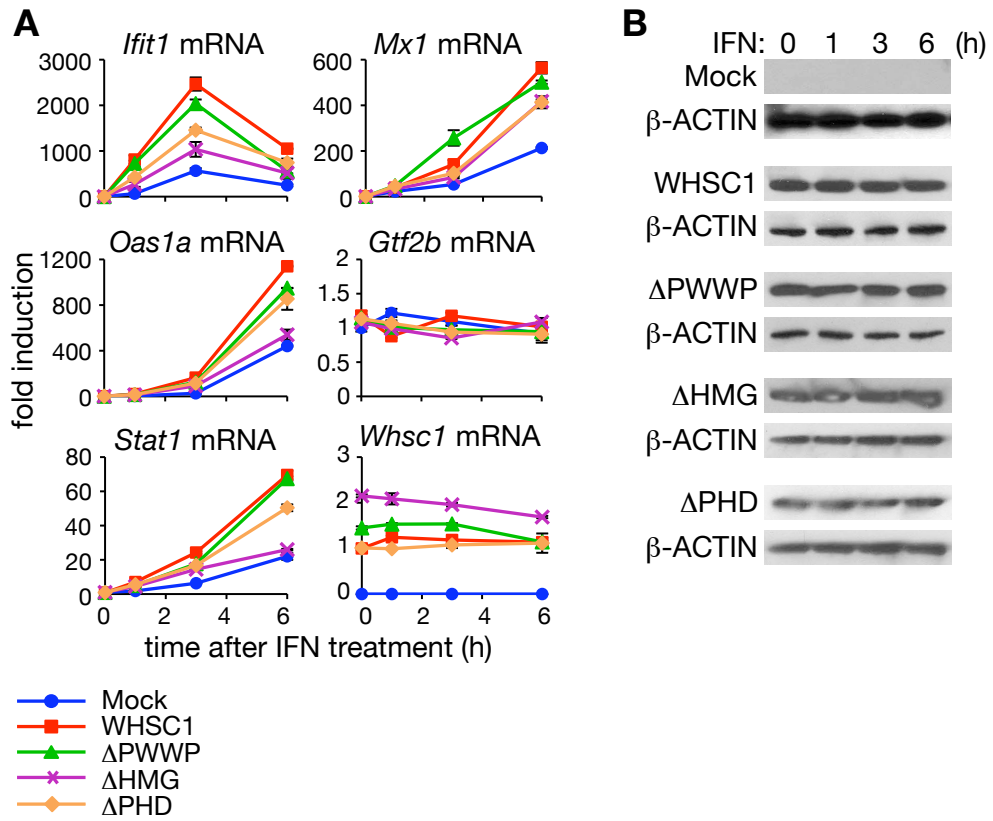 A
Ifit1 mRNA
3000
2000
1000
0
Mx1 mRNA
600
400
200
0
Oas1a mRNA
1200
800
400
0
Gtf2b mRNA
2
1.5
1
0.5
0
Stat1 mRNA
80
60
40
20
0
0 2 4 6
Whsc1 mRNA
3
2
1
0
0 2 4 6
fold induction
time after IFN treatment (h)
Mock
WHSC1
ΔPWWP
ΔHMG
ΔPHD
B
IFN: 0 1 3 6 (h)
Mock
β-ACTIN
WHSC1
β-ACTIN
ΔPWWP
β-ACTIN
ΔHMG
β-ACTIN
ΔPHD
β-ACTIN